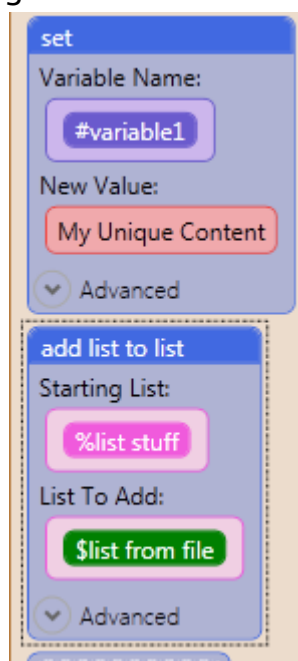 set
Variable Name:
#variable1
New Value:
My Unique Content
Advanced
add list to list
Starting List:
%list stuff
List To Add:
$list from file
Advanced